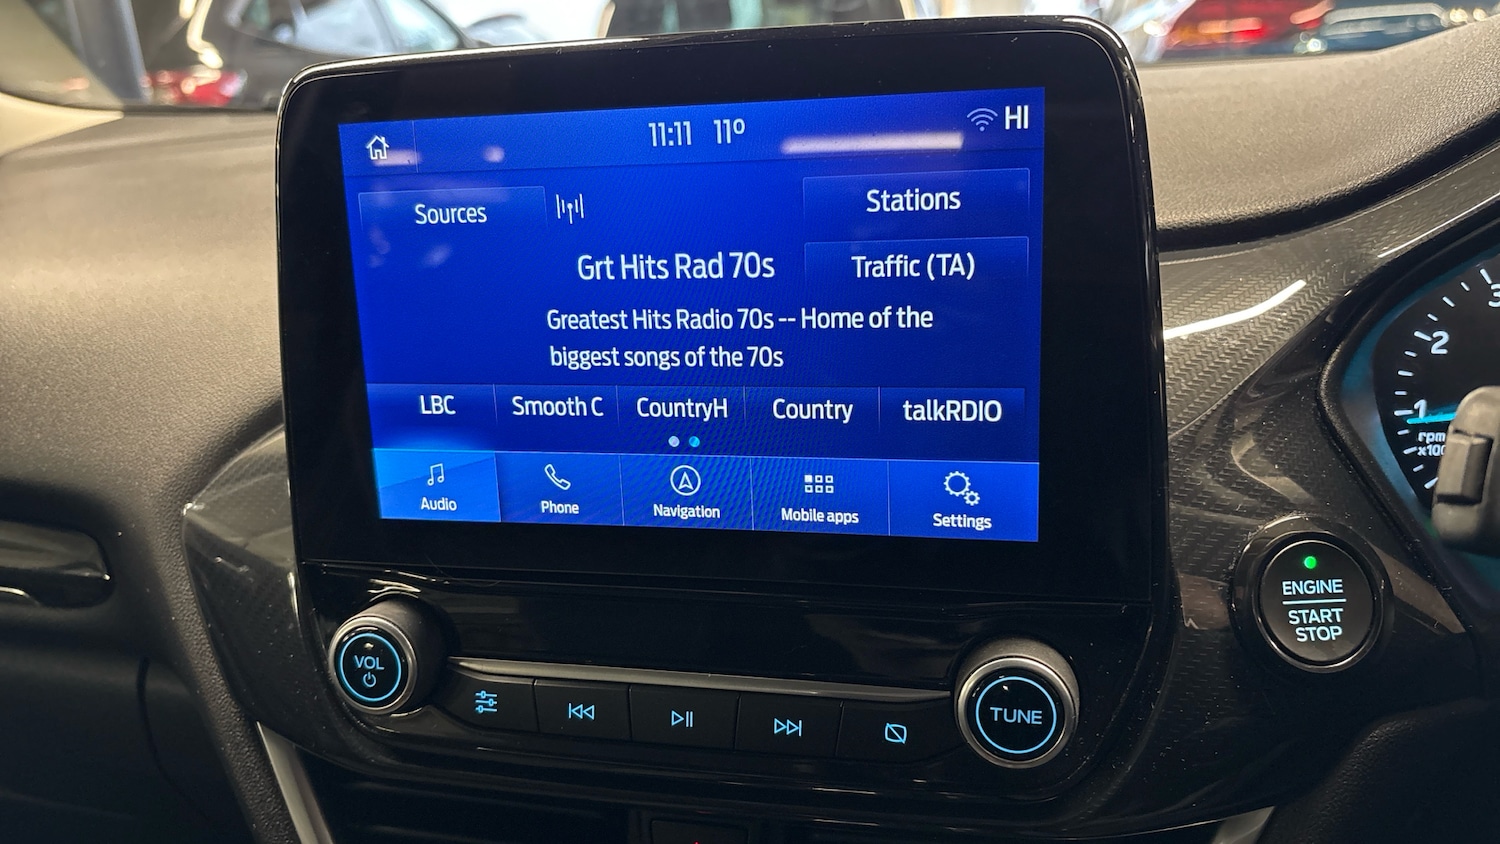 11:11 11°
HI
Sources
Stations
Grt Hits Rad 70s
Traffic (TA)
Greatest Hits Radio 70s -- Home of the
biggest songs of the 70s
LBC
Smooth C
CountryH
Country
talkRDIO
Audio
Phone
Navigation
Mobile apps
Settings
VOL
TUNE
ENGINE
START
STOP
3
2
1
rpm